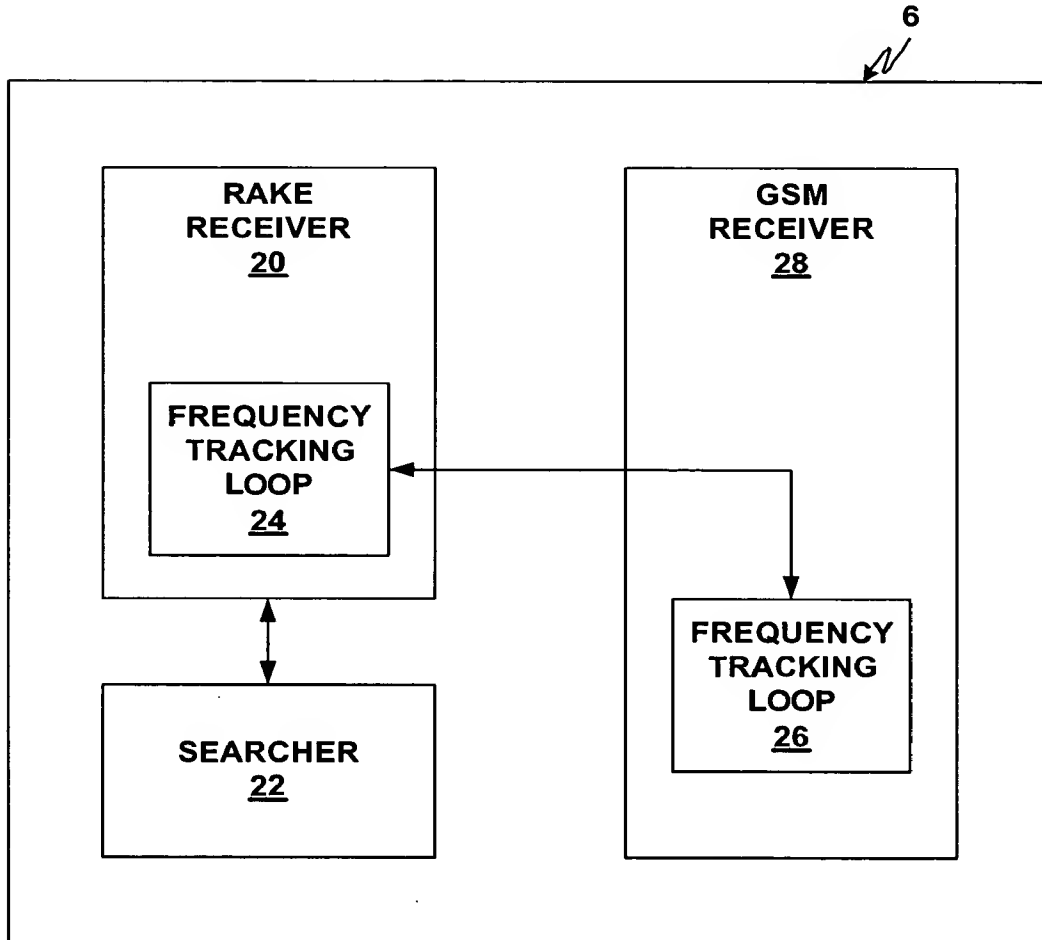 6
RAKE
RECEIVER
20
GSM
RECEIVER
28
FREQUENCY
TRACKING
LOOP
24
FREQUENCY
TRACKING
LOOP
26
SEARCHER
22